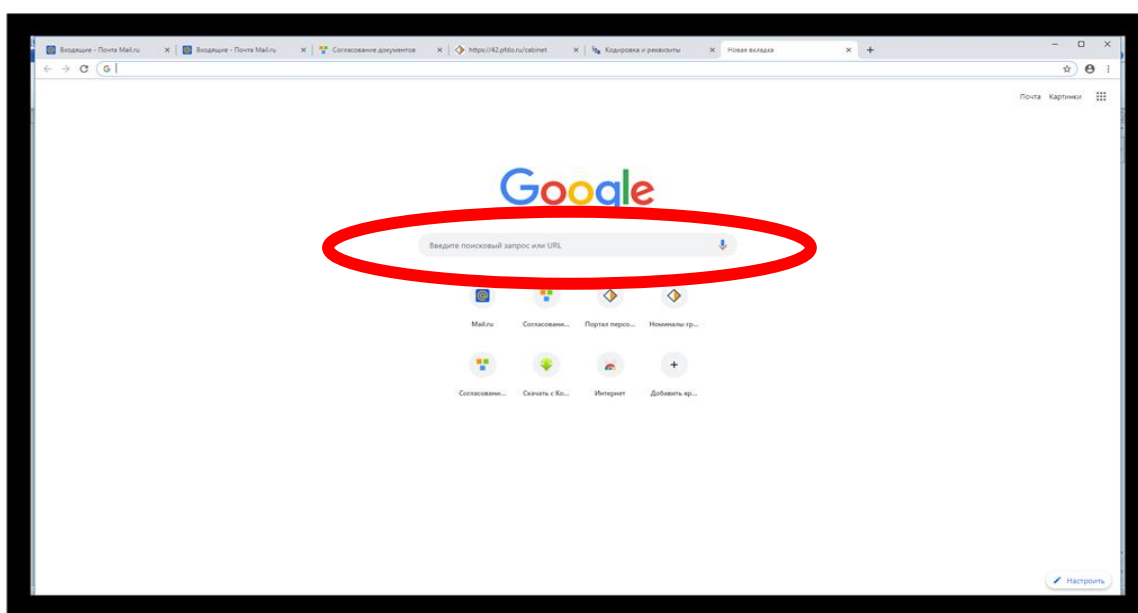 Входящие - Почта Mail.ru
Входящие - Почта Mail.ru
Согласование документов
https://42.pfdo.ru/cabinet
Кодировка и реквизиты
Новая вкладка
Почта Картинки
Google
Введите поисковый запрос или URL
Mail.ru Согласовани... Портал персо... Номиналы гр...
Согласовани... Скачать с Ко... Интернет Добавить яр...
Настроить